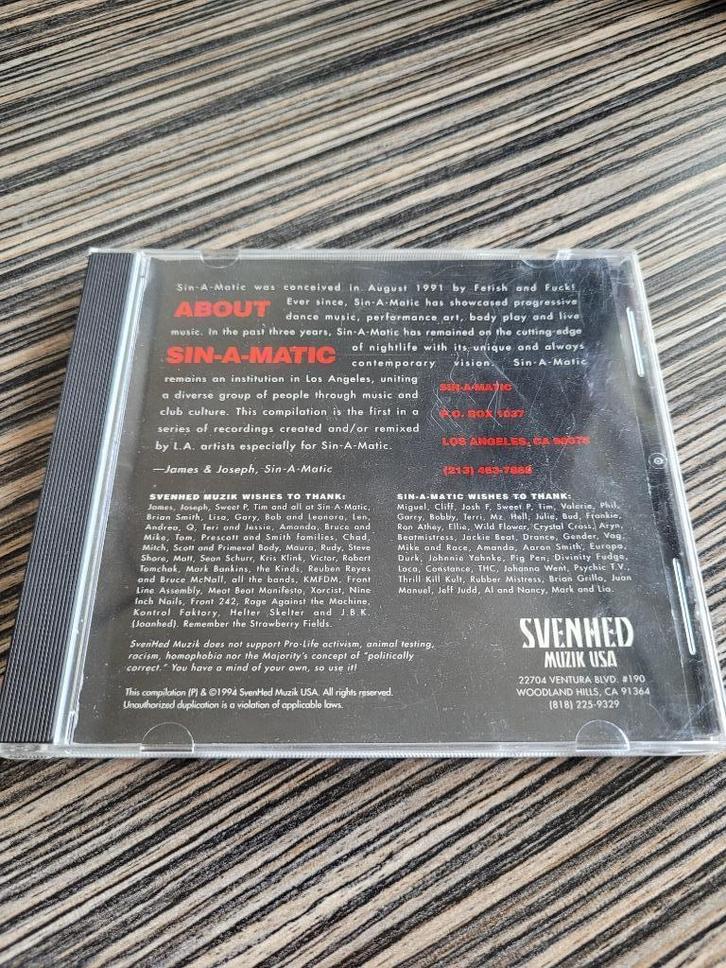 Sin-A-Matic was conceived in August 1991 by Fetish and Fuck!
ABOUT Ever since, Sin-A-Matic has showcased progressive
dance music, performance art, body play and live
music. In the past three years, Sin-A-Matic has remained on the cutting-edge
SIN-A-MATIC of nightlife with its unique and always
contemporary vision. Sin-A-Matic
remains an institution in Los Angeles, uniting
a diverse group of people through music and
club culture. This compilation is the first in a
series of recordings created and/or remixed
by L.A. artists especially for Sin-A-Matic.
—James & Joseph, Sin-A-Matic
SIN-A-MATIC
P.O. BOX 1037
LOS ANGELES, CA
(213)
SVENHED MUZIK WISHES TO THANK:
James, Joseph, Sweet P, Tim and all at Sin-A-Matic,
Brian Smith, Lisa, Gary, Bob and Leonora, Len,
Andrea, Q, Teri and Jessie, Amanda, Bruce and
Mike, Tom, Prescott and Smith families, Chad,
Mitch, Scott and Primeval Body, Maura, Rudy, Steve
Shore, Matt, Sean Schurr, Kris Klink, Victor, Robert
Tomchak, Mark Bankins, the Kinds, Reuben Reyes
and Bruce McNall, all the bands, KMFDM, Front
Line Assembly, Meat Beat Manifesto, Xorcist, Nine
Inch Nails, Front 242, Rage Against the Machine,
Kontrol Faktory, Helter Skelter and J.B.K.
(Joanhed). Remember the Strawberry Fields.
SvenHed Muzik does not support Pro-Life activism, animal testing,
racism, homophobia nor the Majority's concept of "politically
correct." You have a mind of your own, so use it!
This compilation (P) & ©1994 SvenHed Muzik USA. All rights reserved.
Unauthorized duplication is a violation of applicable laws.
SIN-A-MATIC WISHES TO THANK:
Miguel, Cliff, Josh F, Sweet P, Tim, Valerie, Phil,
Garry, Bobby, Terri, Mz. Hell, Julie, Bud, Frankie,
Ron Athey, Ellie, Wild Flower, Crystal Cross, Aryn,
Beatmistress, Jackie Beat, Drance, Gender, Vag,
Mike and Race, Amanda, Aaron Smith, Europa,
Durk, Johnnie Yahnke, Pig Pen, Divinity Fudge,
Loca, Constance, THC, Johanna Went, Psychic T.V.,
Thrill Kill Kult, Rubber Mistress, Brian Grillo, Juan
Manuel, Jeff Judd, Al and Nancy, Mark and Lia.
SVENHED
MUZIK USA
22704 VENTURA BLVD. #190
WOODLAND HILLS, CA 91364
(818) 225-9329